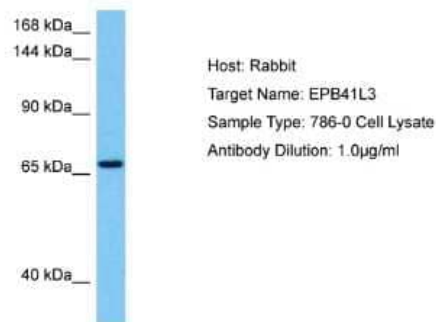 168 kDa
144 kDa
90 kDa
65 kDa
40 kDa
Host: Rabbit
Target Name: EPB41L3
Sample Type: 786-0 Cell Lysate
Antibody Dilution: 1.0µg/ml